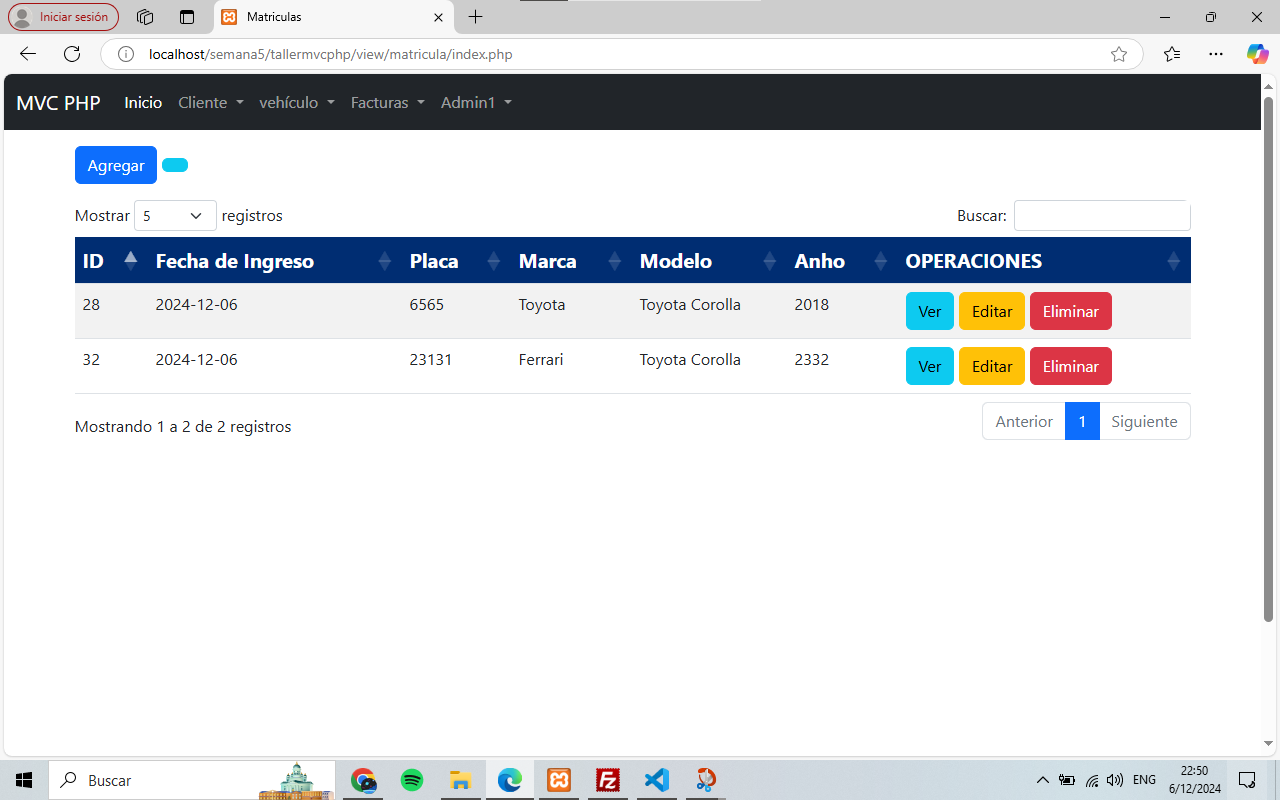 Iniciar sesión
Matriculas
localhost/semana5/tallermvcphp/view/matricula/index.php
MVC PHP Inicio Cliente vehículo Facturas Admin1
Agregar
Mostrar 5 registros Buscar:
ID Fecha de Ingreso Placa Marca Modelo Anho OPERACIONES
28 2024-12-06 6565 Toyota Toyota Corolla 2018 Ver Editar Eliminar
32 2024-12-06 23131 Ferrari Toyota Corolla 2332 Ver Editar Eliminar
Mostrando 1 a 2 de 2 registros Anterior 1 Siguiente
Buscar
ENG
22:50
6/12/2024